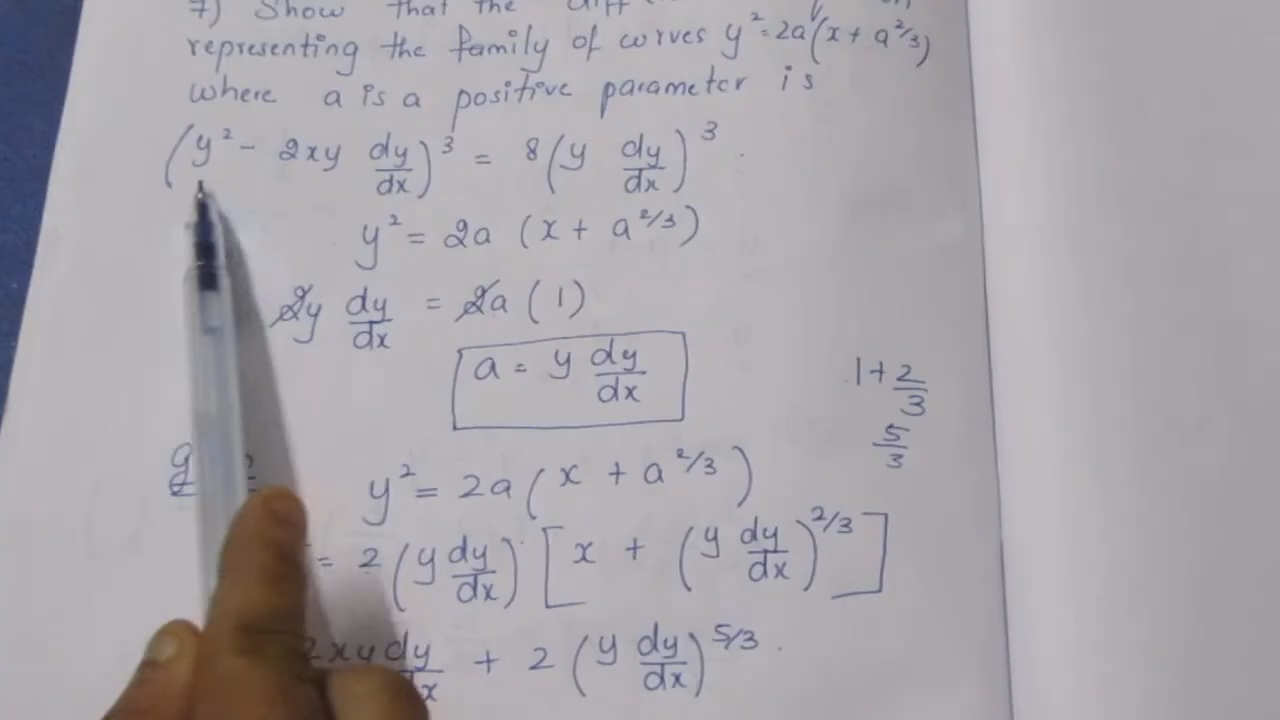 7) Show that the diff
representing the family of curves y² = 2a(x + a^2/3)
where a is a positive parameter is
(y² - 2xy dy/dx)³ = 8(y dy/dx)³.
y² = 2a (x + a^2/3)
2y dy/dx = 2a (1)
a = y dy/dx
1 + 2/3
5/3
y² = 2a (x + a^2/3)
= 2 (y dy/dx) [x + (y dy/dx)^2/3]
2xy dy/dx + 2 (y dy/dx)^5/3.